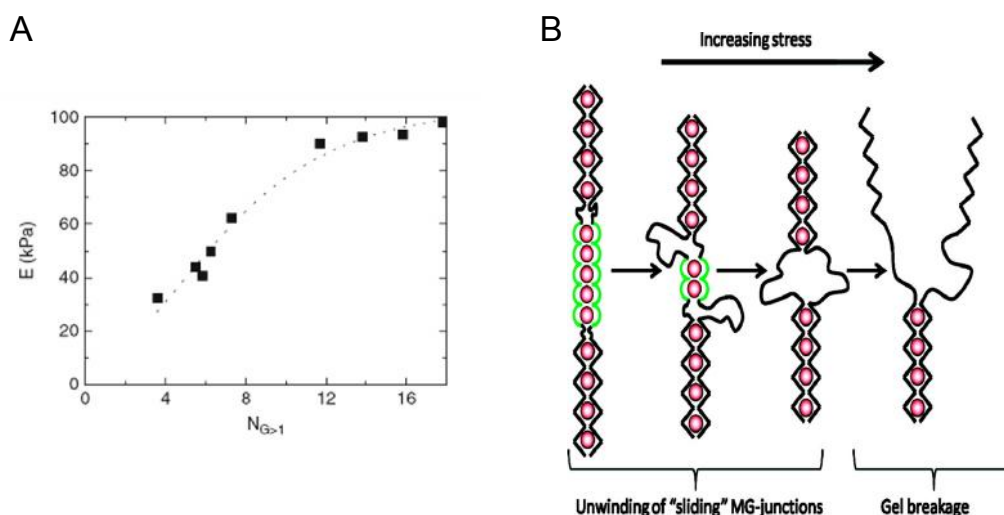 A
B
Increasing stress
100
80
60
40
20
0
E (kPa)
0
4
8
12
16
N_G>1
Unwinding of "sliding" MG-junctions
Gel breakage